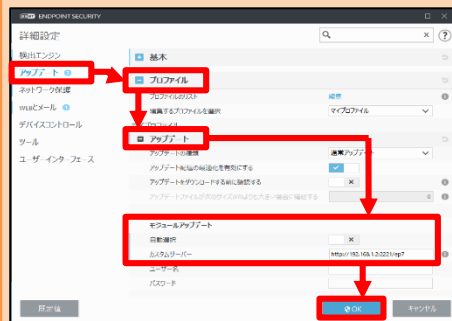 ENDPOINT SECURITY
詳細設定
検出エンジン
アップデート
ネットワーク保護
WEBとメール
デバイスコントロール
ツール
ユーザーインターフェース
基本
プロファイル
プロファイルのリスト 編集
編集するプロファイルを選択 マイプロファイル
アップデート
アップデートの種類 通常アップデート
アップデート配信の最適化を有効にする
アップデートをダウンロードする前に確認する
モジュールアップデート
自動選択
カスタムサーバー http://192.168.1.2:2221/ep7
ユーザー名
パスワード
既定値 OK キャンセル